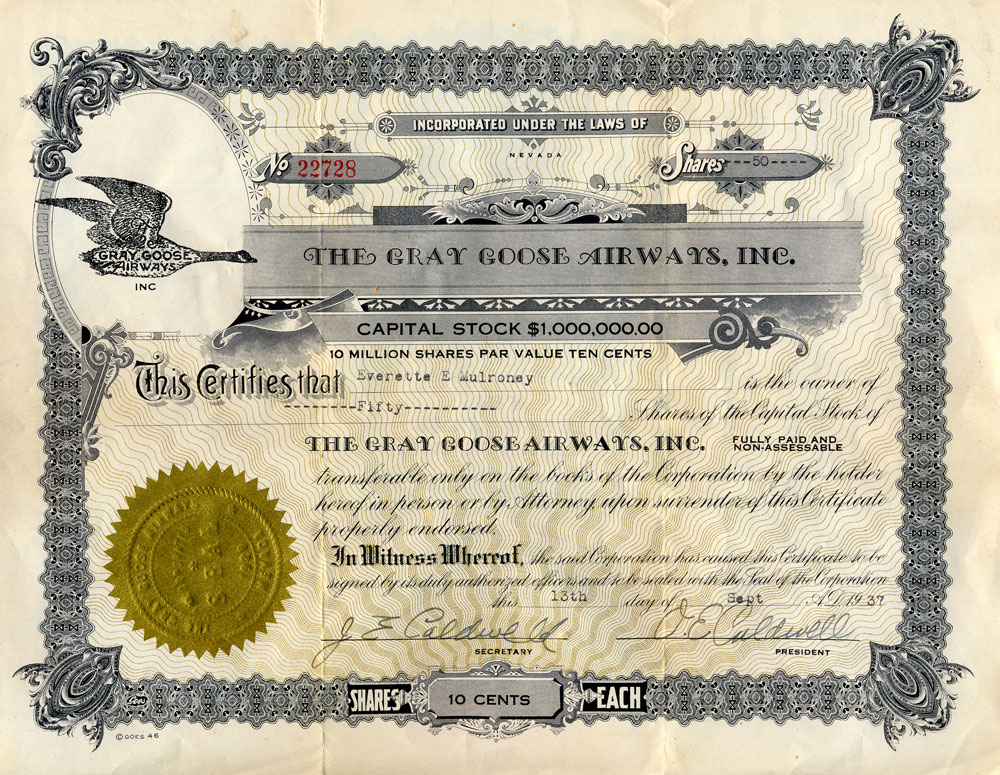 INCORPORATED UNDER THE LAWS OF
NEVADA
No 22728
Shares ---50----
GRAY GOOSE
AIRWAYS
INC
THE GRAY GOOSE AIRWAYS, INC.
CAPITAL STOCK $1,000,000,00
10 MILLION SHARES PAR VALUE TEN CENTS
This Certifies that Everette E Mulroney is the owner of
-------Fifty---------- Shares of the Capital Stock of
THE GRAY GOOSE AIRWAYS, INC. FULLY PAID AND NON-ASSESSABLE
transferable only on the books of the Corporation by the holder
hereof in person or by Attorney upon surrender of this Certificate
properly endorsed.
In Witness Whereof, the said Corporation has caused this Certificate to be
signed by its duly authorized officers and to be sealed with the Seal of the Corporation
this 13th day of Sept A.D. 1937
J E Caldwell
SECRETARY
J. E. Caldwell
PRESIDENT
SHARES 10 CENTS EACH
© GOES 46